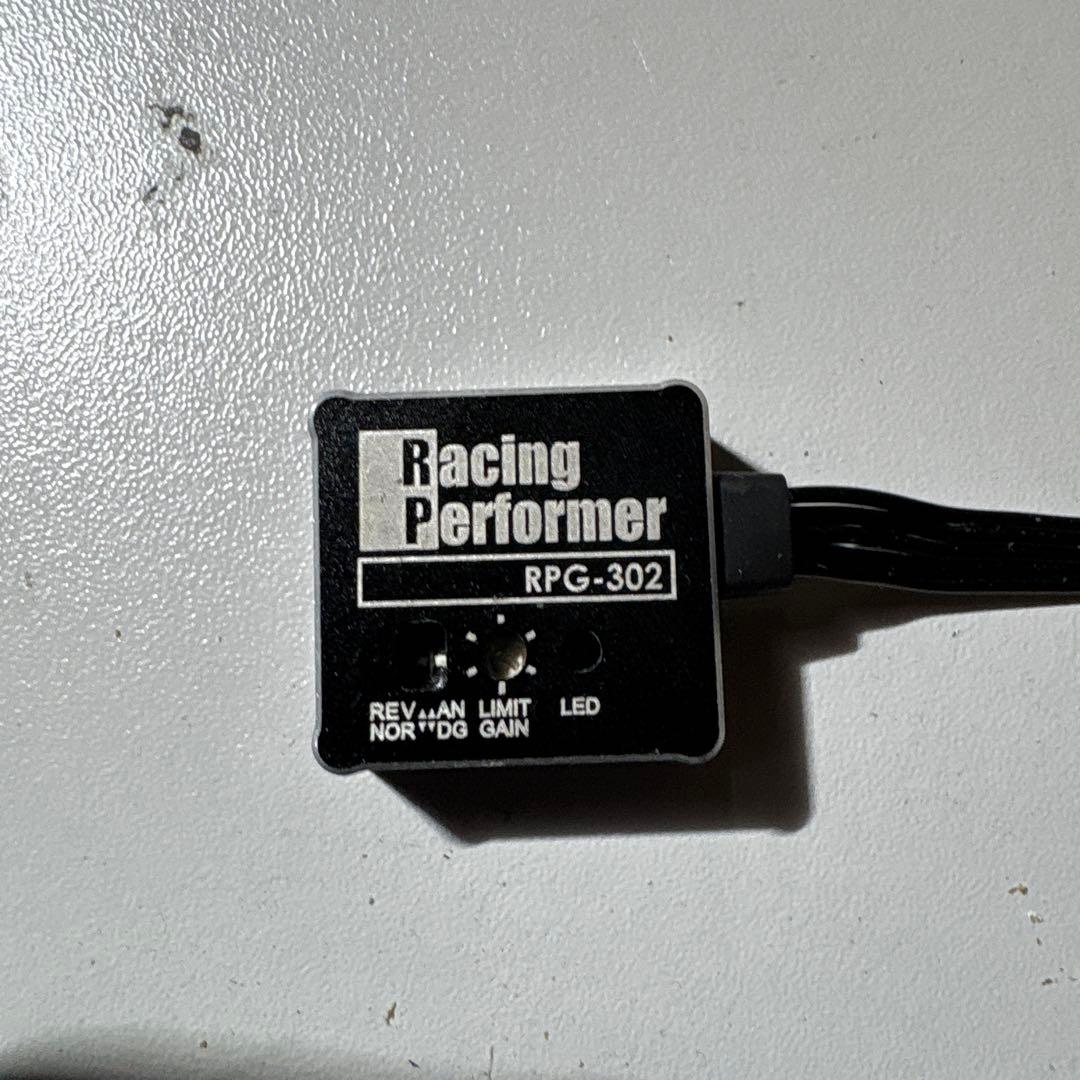 Racing
Performer
RPG-302
REV AN LIMIT LED
NOR DG GAIN